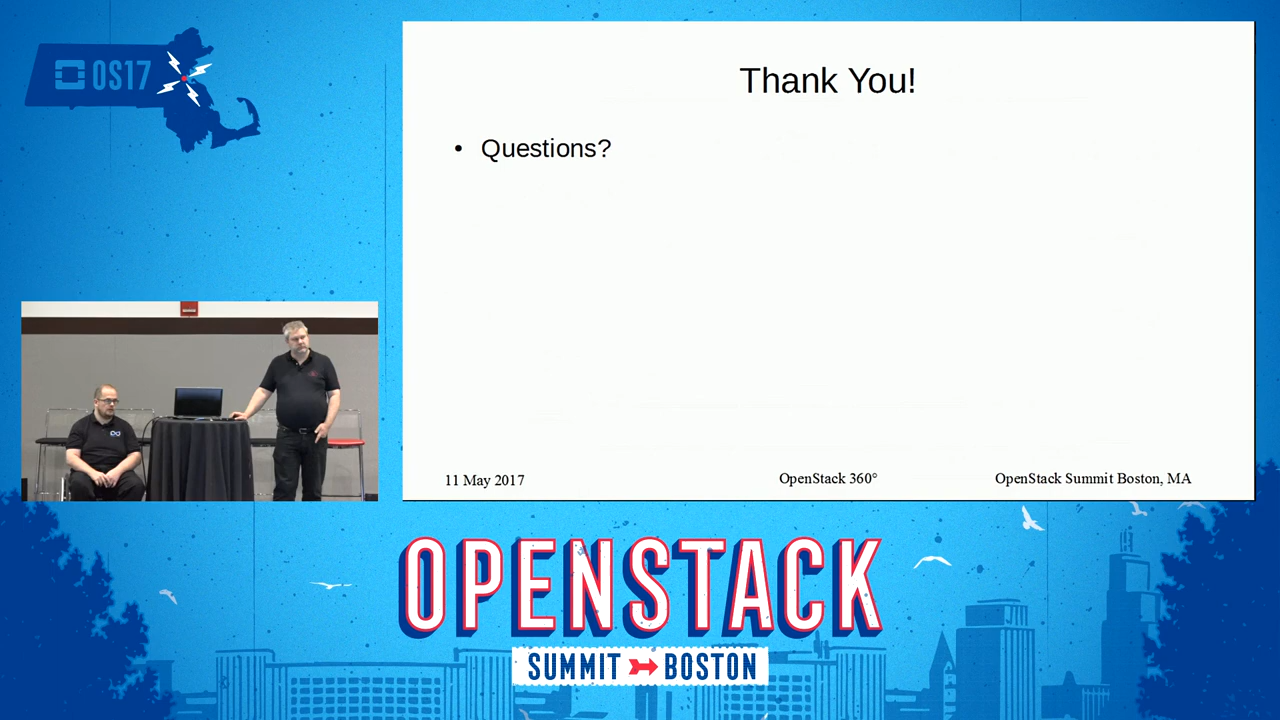 OS17
Thank You!
• Questions?
11 May 2017
OpenStack 360°
OpenStack Summit Boston, MA
OPENSTACK
SUMMIT BOSTON